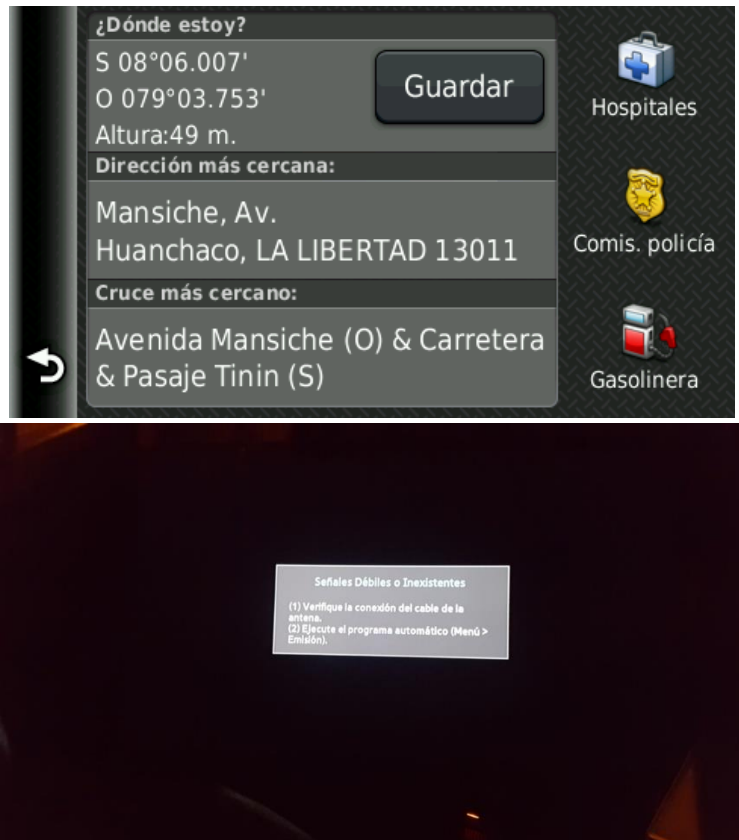 ¿Dónde estoy?
S 08°06.007'
O 079°03.753'
Altura:49 m.
Guardar
Dirección más cercana:
Mansiche, Av.
Huanchaco, LA LIBERTAD 13011
Cruce más cercano:
Avenida Mansiche (O) & Carretera
& Pasaje Tinin (S)
Hospitales
Comis. policía
Gasolinera
Señales Débiles o Inexistentes
(1) Verifique la conexión del cable de la
antena.
(2) Ejecute el programa automático (Menú >
Emisión).